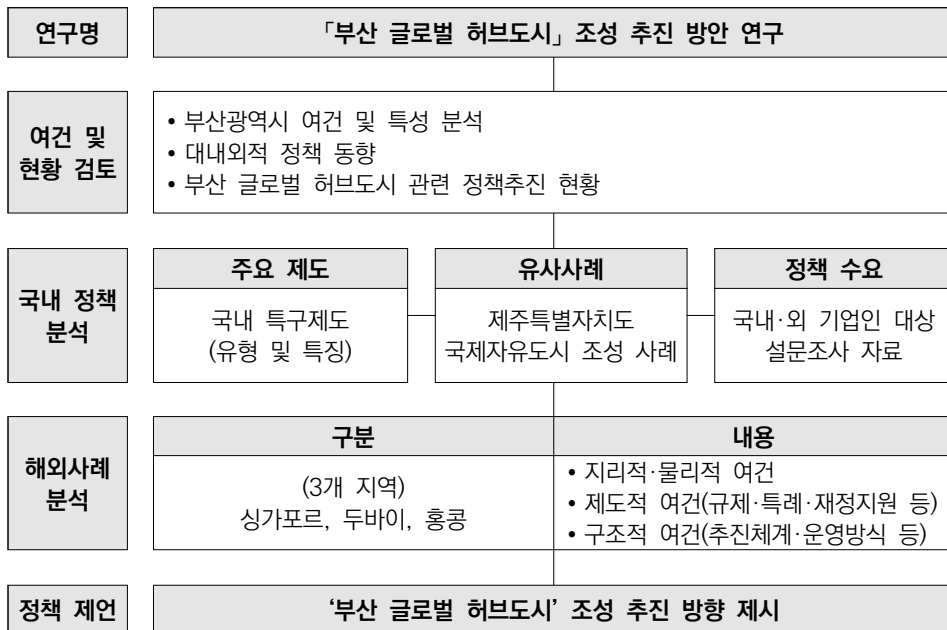 연구명
「부산 글로벌 허브도시」 조성 추진 방안 연구
여건 및
현황 검토
• 부산광역시 여건 및 특성 분석
• 대내외적 정책 동향
• 부산 글로벌 허브도시 관련 정책추진 현황
국내 정책
분석
주요 제도
국내 특구제도
(유형 및 특징)
유사사례
제주특별자치도
국제자유도시 조성 사례
정책 수요
국내·외 기업인 대상
설문조사 자료
해외사례
분석
구분
(3개 지역)
싱가포르, 두바이, 홍콩
내용
• 지리적·물리적 여건
• 제도적 여건(규제·특례·재정지원 등)
• 구조적 여건(추진체계·운영방식 등)
정책 제언
‘부산 글로벌 허브도시’ 조성 추진 방향 제시